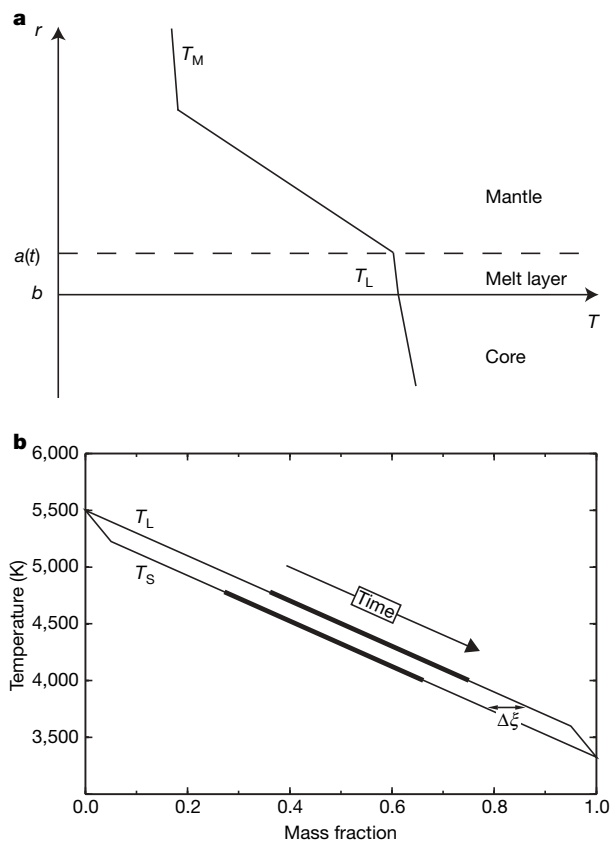 a
r
T_M
Mantle
a(t)
T_L
Melt layer
b
T
Core
b
6,000
5,500
T_L
5,000
T_S
Time
4,500
4,000
Δξ
3,500
Temperature (K)
0.0 0.2 0.4 0.6 0.8 1.0
Mass fraction